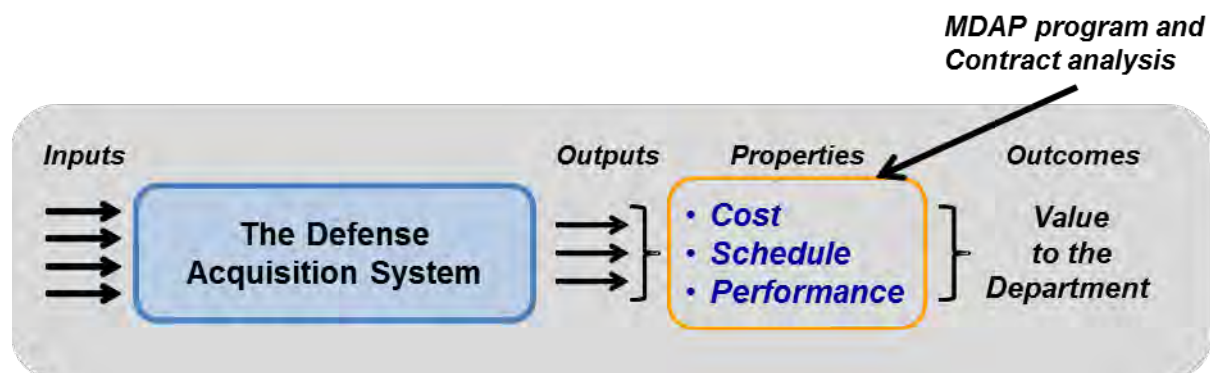 MDAP program and
Contract analysis
Inputs
Outputs
Properties
Outcomes
The Defense
Acquisition System
• Cost
• Schedule
• Performance
Value
to the
Department